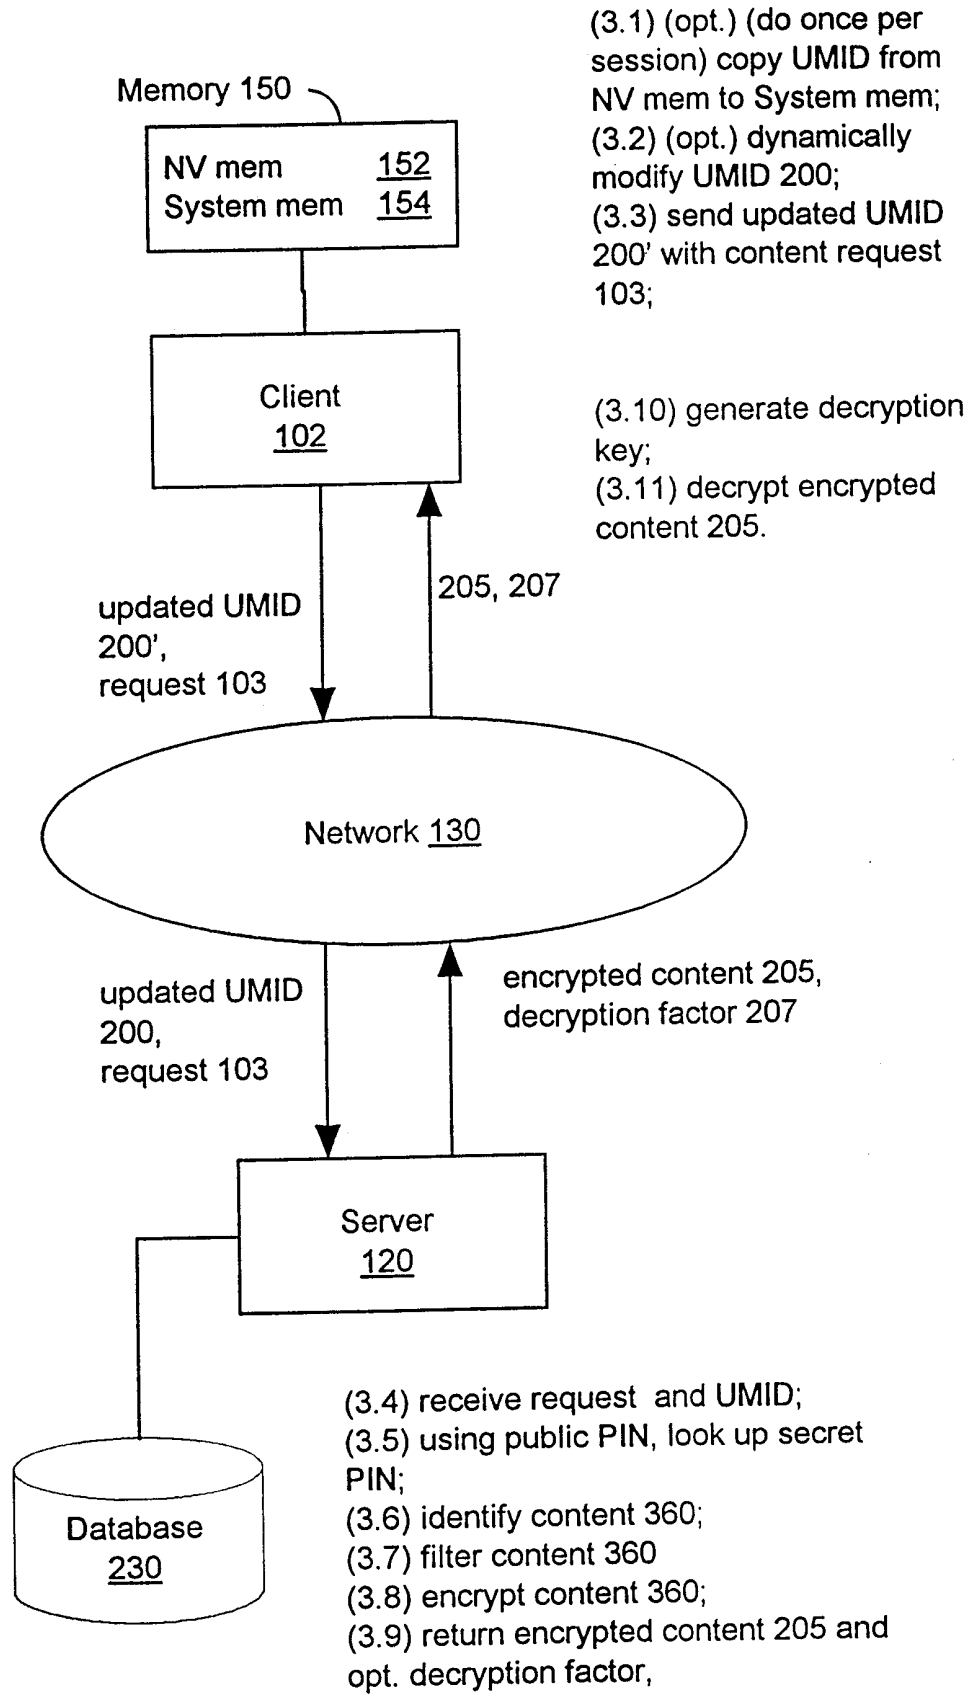 (3.1) (opt.) (do once per
session) copy UMID from
NV mem to System mem;
(3.2) (opt.) dynamically
modify UMID 200;
(3.3) send updated UMID
200' with content request
103;
Memory 150
NV mem 152
System mem 154
Client
102
(3.10) generate decryption
key;
(3.11) decrypt encrypted
content 205.
updated UMID
200',
request 103
205, 207
Network 130
updated UMID
200,
request 103
encrypted content 205,
decryption factor 207
Server
120
Database
230
(3.4) receive request and UMID;
(3.5) using public PIN, look up secret
PIN;
(3.6) identify content 360;
(3.7) filter content 360
(3.8) encrypt content 360;
(3.9) return encrypted content 205 and
opt. decryption factor,